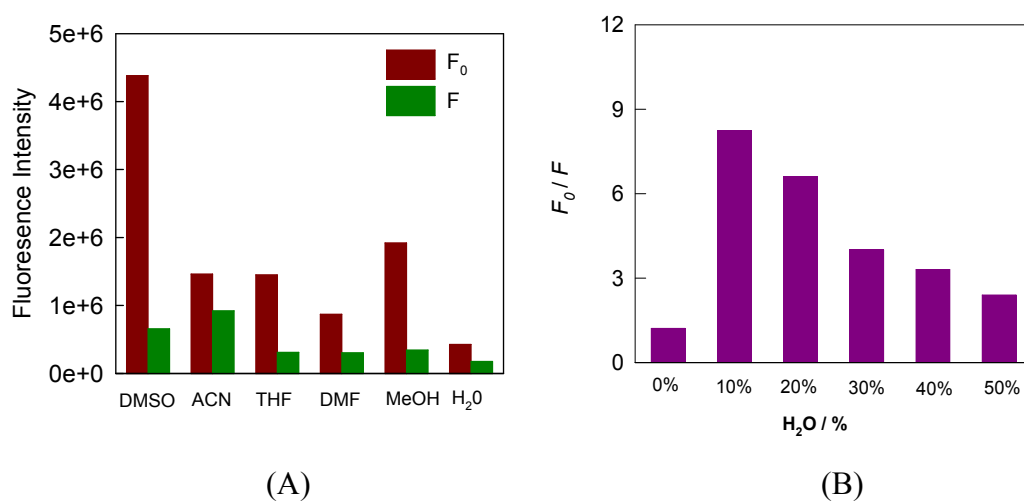 Fluoresence Intensity
5e+6
4e+6
3e+6
2e+6
1e+6
0e+0
F₀
F
DMSO ACN THF DMF MeOH H₂0
(A)
F₀ / F
12
9
6
3
0
0% 10% 20% 30% 40% 50%
H₂O / %
(B)